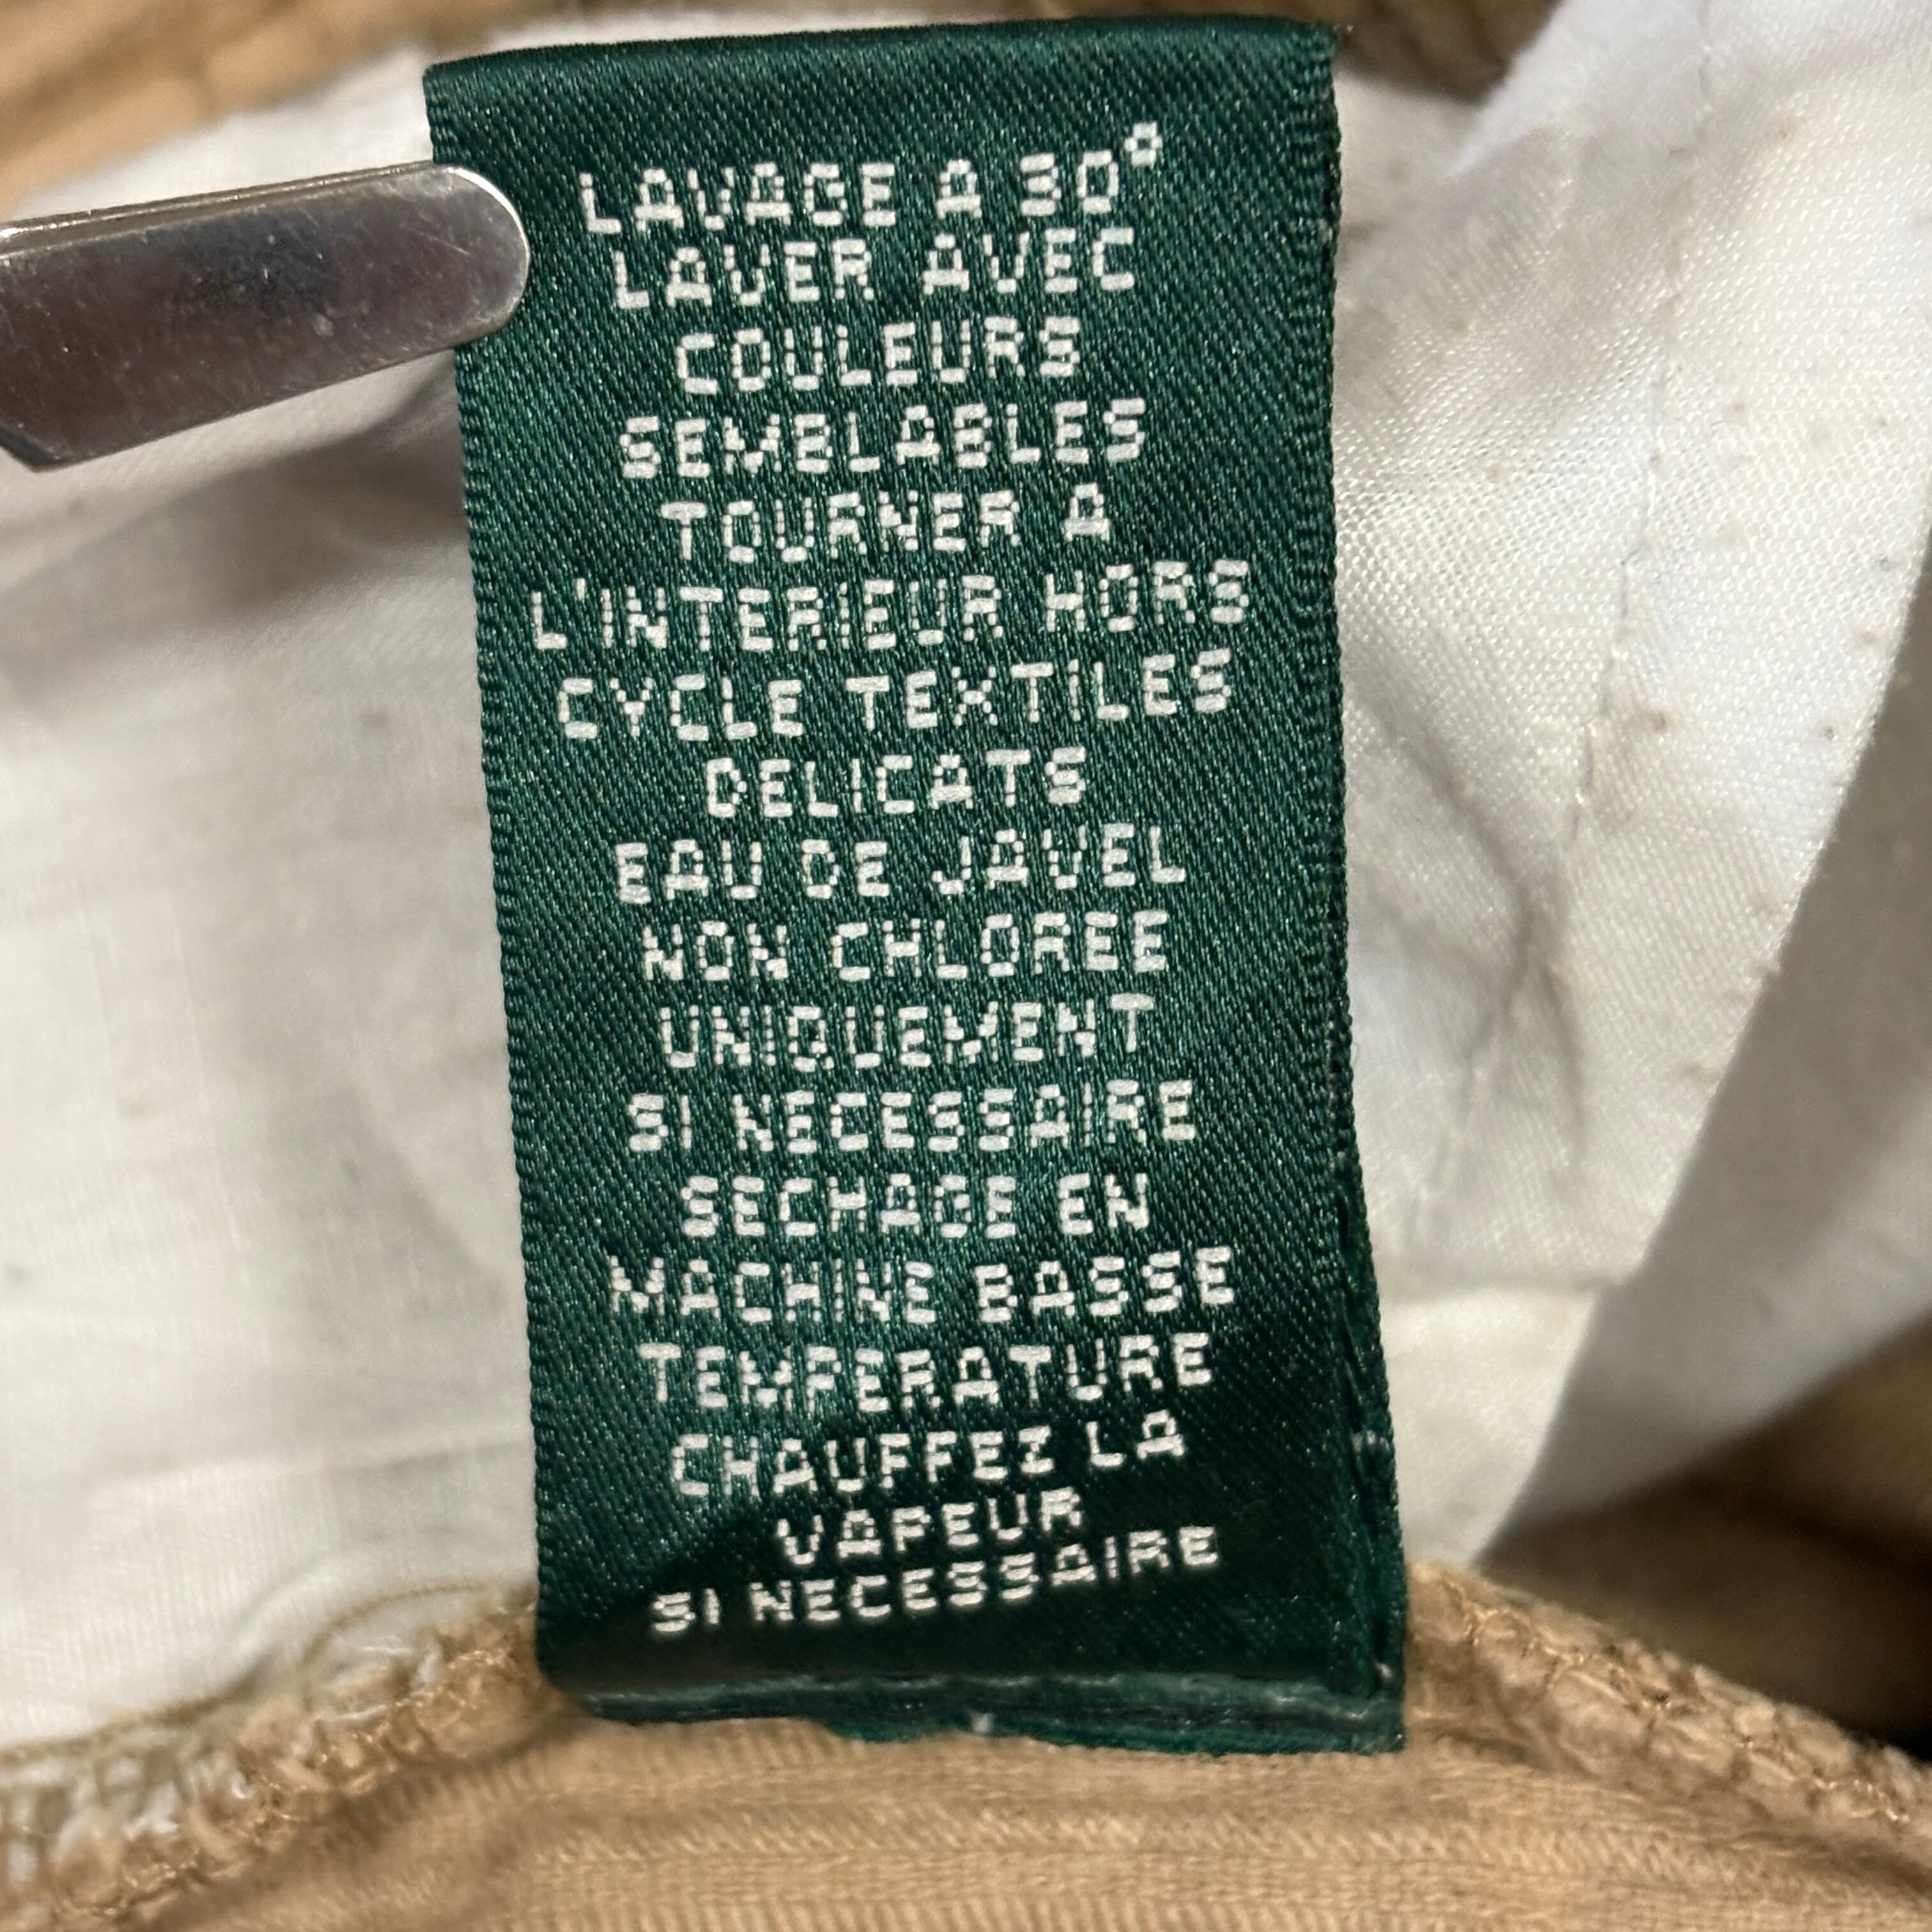 LAVAGE A 30°
LAVER AVEC
COULEURS
SEMBLABLES
TOURNER A
L'INTERIEUR HORS
CYCLE TEXTILES
DELICATS
EAU DE JAVEL
NON CHLOREE
UNIQUEMENT
SI NECESSAIRE
SECHAGE EN
MACHINE BASSE
TEMPERATURE
CHAUFFEZ LA
VAPEUR
SI NECESSAIRE